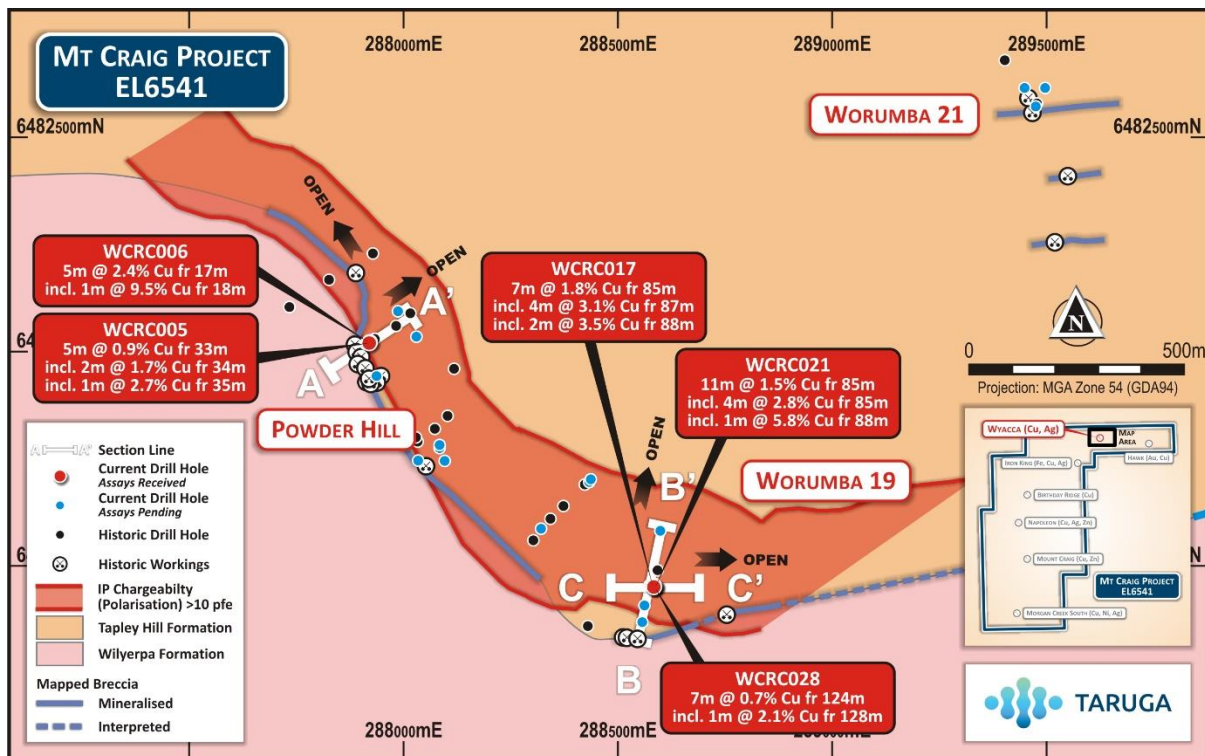 MT CRAIG PROJECT
EL6541
288000mE
288500mE
289000mE
289500mE
6482500mN
6482500mN
WORUMBA 21
OPEN
OPEN
WCRC006
5m @ 2.4% Cu fr 17m
incl. 1m @ 9.5% Cu fr 18m
WCRC005
5m @ 0.9% Cu fr 33m
incl. 2m @ 1.7% Cu fr 34m
incl. 1m @ 2.7% Cu fr 35m
WCRC017
7m @ 1.8% Cu fr 85m
incl. 4m @ 3.1% Cu fr 87m
incl. 2m @ 3.5% Cu fr 88m
WCRC021
11m @ 1.5% Cu fr 85m
incl. 4m @ 2.8% Cu fr 85m
incl. 1m @ 5.8% Cu fr 88m
A'
A
N
0
500m
Projection: MGA Zone 54 (GDA94)
POWDER HILL
OPEN
B'
WORUMBA 19
OPEN
C
C'
B
WCRC028
7m @ 0.7% Cu fr 124m
incl. 1m @ 2.1% Cu fr 128m
A
A'
Section Line
Current Drill Hole
Assays Received
Current Drill Hole
Assays Pending
Historic Drill Hole
Historic Workings
IP Chargeabilty
(Polarisation) >10 pfe
Tapley Hill Formation
Wilyerpa Formation
Mapped Breccia
Mineralised
Interpreted
WYACCA (Cu, Ag)
MAP
AREA
IRON KING (Fe, Cu, Ag)
HAWK (Au, Cu)
BIRTHDAY RIDGE (Cu)
NAPOLEON (Cu, Ag, Zn)
MOUNT CRAIG (Cu, Zn)
MT CRAIG PROJECT
EL6541
MORGAN CREEK SOUTH (Cu, Ni, Ag)
TARUGA
288000mE
288500mE